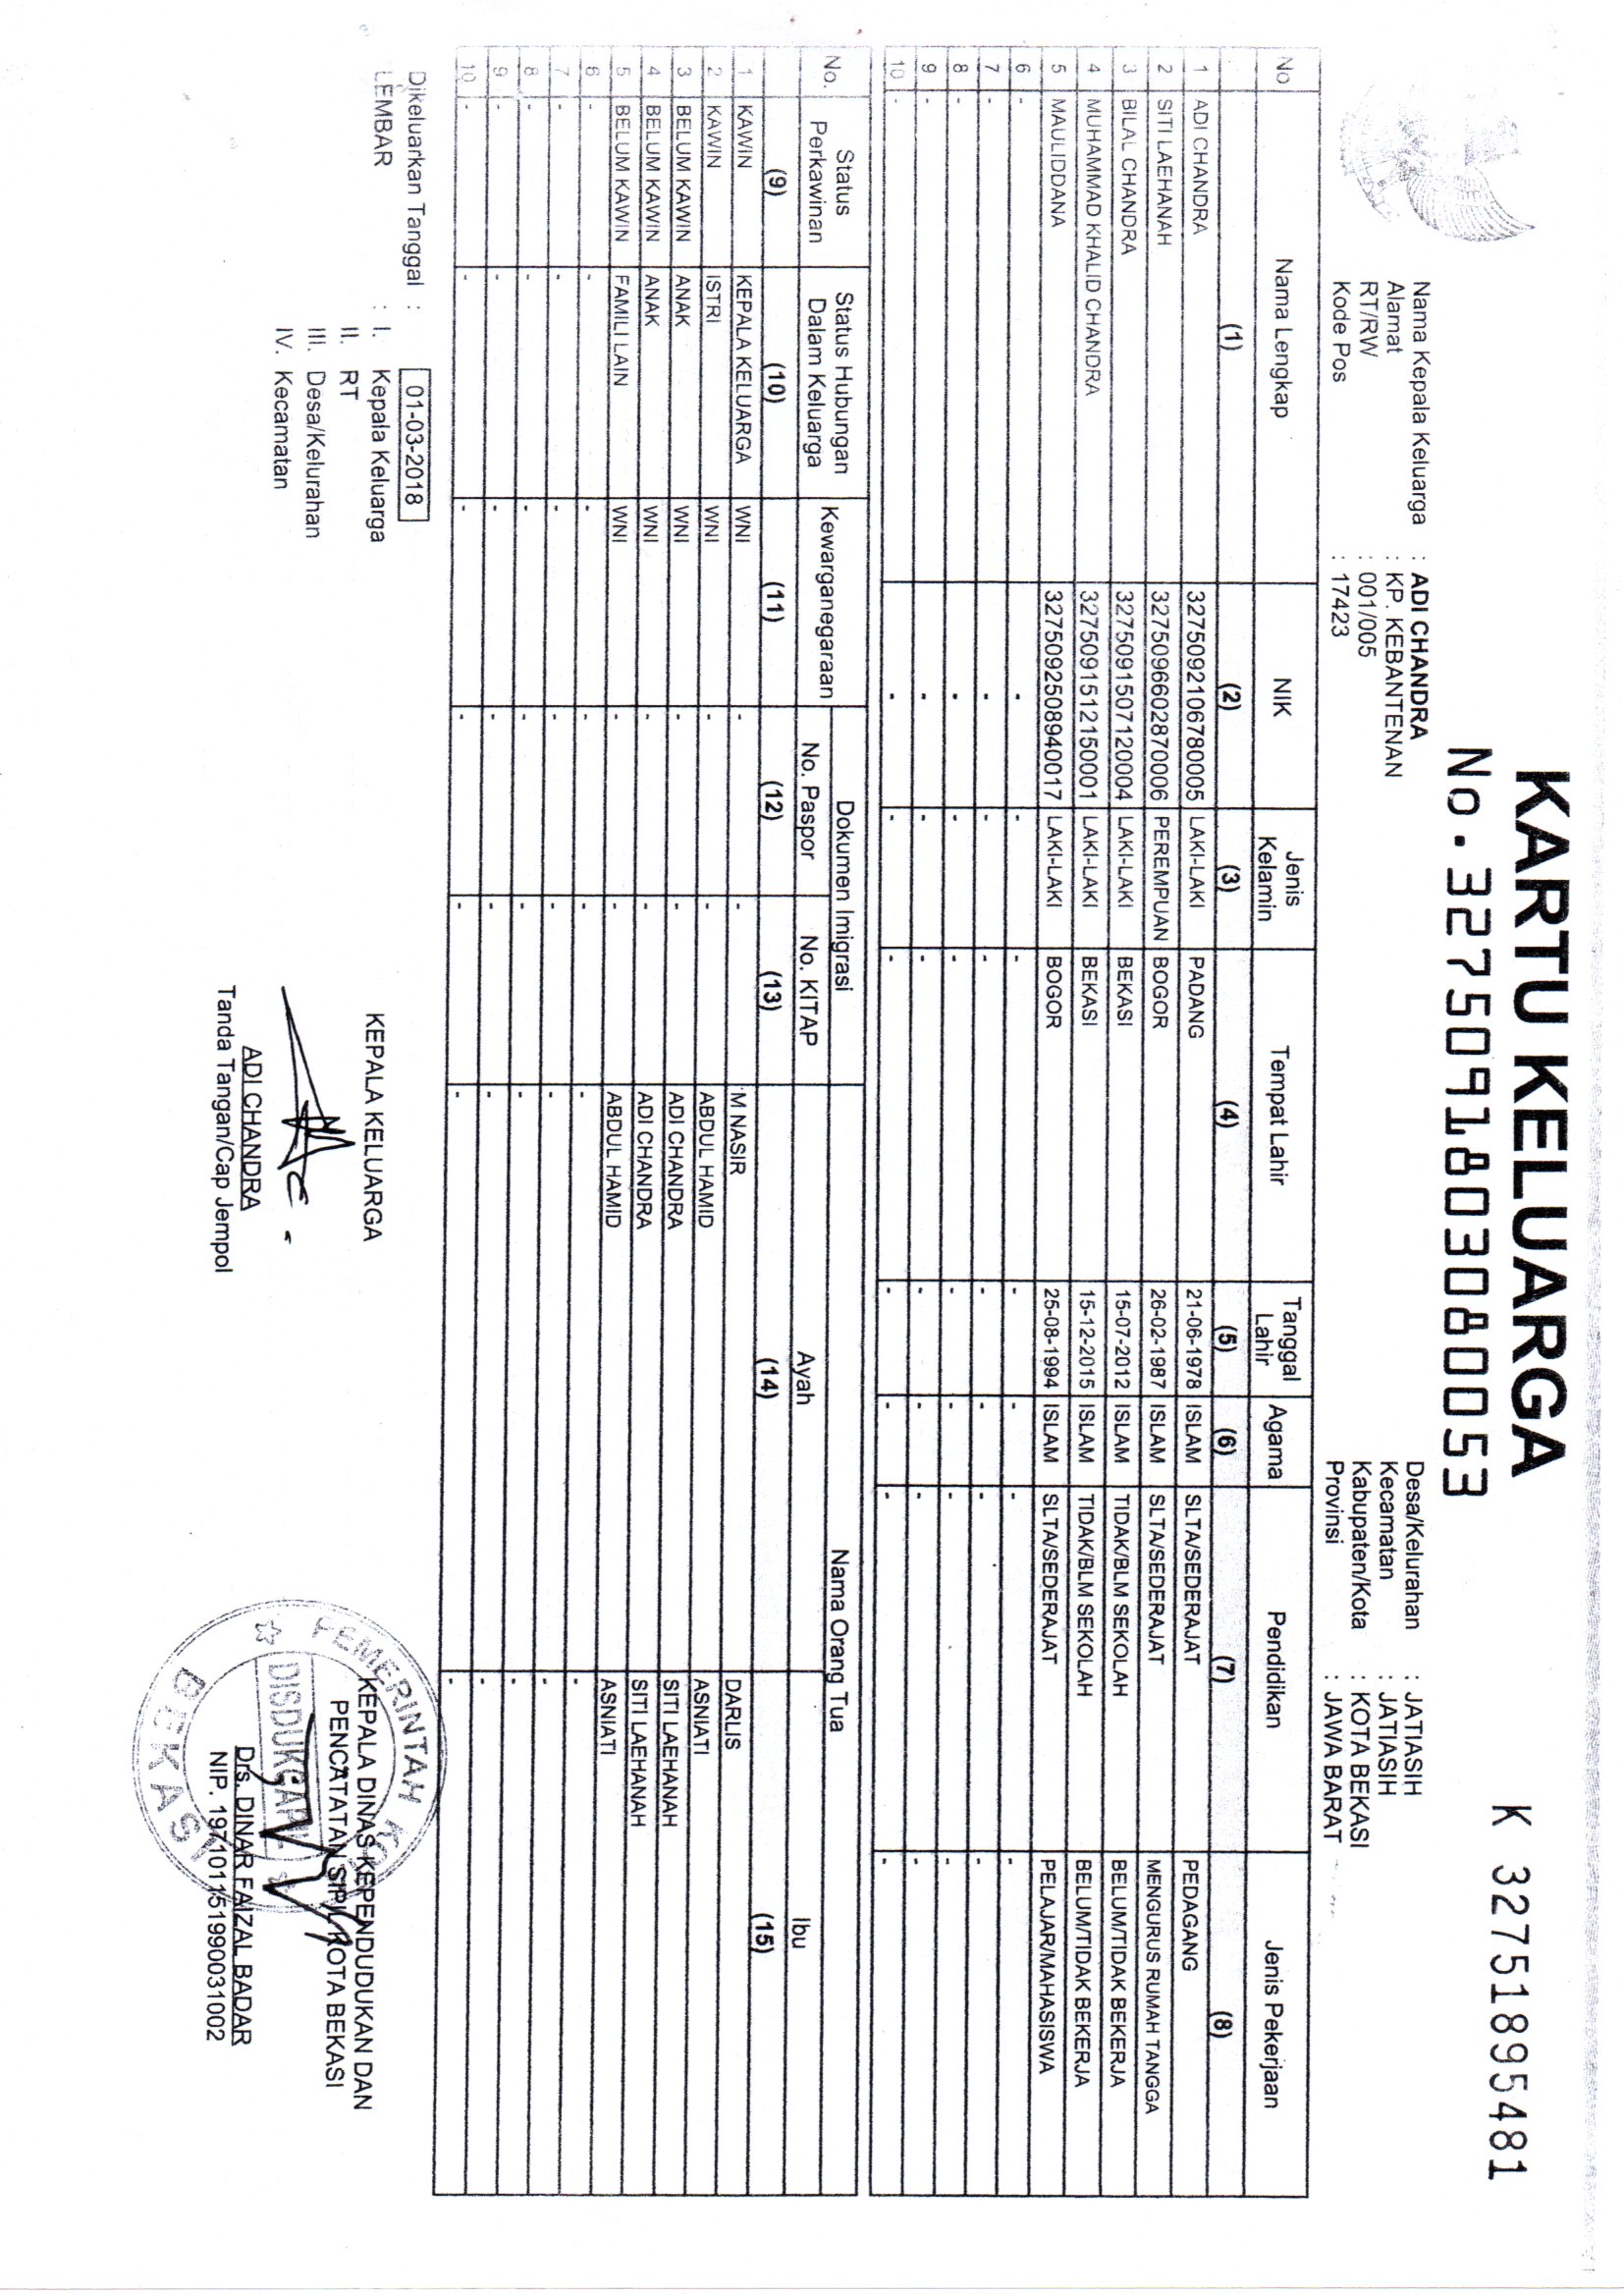 KARTU KELUARGA
No.3275091803080053
K 32751895481
Nama Kepala Keluarga : ADI CHANDRA
Alamat : KP. KEBANTENAN
RT/RW : 001/005
Kode Pos : 17423
Desa/Kelurahan : JATIASIH
Kecamatan : JATIASIH
Kabupaten/Kota : KOTA BEKASI
Provinsi : JAWA BARAT
No Nama Lengkap NIK Jenis Kelamin Tempat Lahir Tanggal Lahir Agama Pendidikan Jenis Pekerjaan
(1) (2) (3) (4) (5) (6) (7) (8)
1 ADI CHANDRA 3275092106780005 LAKI-LAKI PADANG 21-06-1978 ISLAM SLTA/SEDERAJAT PEDAGANG
2 SITI LAEHANAH 3275096602870006 PEREMPUAN BOGOR 26-02-1987 ISLAM SLTA/SEDERAJAT MENGURUS RUMAH TANGGA
3 BILAL CHANDRA 3275091507120004 LAKI-LAKI BEKASI 15-07-2012 ISLAM TIDAK/BLM SEKOLAH BELUM/TIDAK BEKERJA
4 MUHAMMAD KHALID CHANDRA 3275091512150001 LAKI-LAKI BEKASI 15-12-2015 ISLAM TIDAK/BLM SEKOLAH BELUM/TIDAK BEKERJA
5 MAULIDDANA 3275092508940017 LAKI-LAKI BOGOR 25-08-1994 ISLAM SLTA/SEDERAJAT PELAJAR/MAHASISWA
6 - - - - - - - -
7 - - - - - - - -
8 - - - - - - - -
9 - - - - - - - -
10 - - - - - - - -
No. Status Perkawinan Status Hubungan Dalam Keluarga Kewarganegaraan Dokumen Imigrasi Nama Orang Tua
No. Paspor No. KITAP Ayah Ibu
(9) (10) (11) (12) (13) (14) (15)
1 KAWIN KEPALA KELUARGA WNI - - M NASIR DARLIS
2 KAWIN ISTRI WNI - - ABDUL HAMID ASNIATI
3 BELUM KAWIN ANAK WNI - - ADI CHANDRA SITI LAEHANAH
4 BELUM KAWIN ANAK WNI - - ADI CHANDRA SITI LAEHANAH
5 BELUM KAWIN FAMILI LAIN WNI - - ABDUL HAMID ASNIATI
6 - - - - - - -
7 - - - - - - -
8 - - - - - - -
9 - - - - - - -
10 - - - - - - -
Dikeluarkan Tanggal : 01-03-2018
LEMBAR : I. Kepala Keluarga
II. RT
III. Desa/Kelurahan
IV. Kecamatan
KEPALA KELUARGA
ADI CHANDRA
Tanda Tangan/Cap Jempol
KEPALA DINAS KEPENDUDUKAN DAN
PENCATATAN SIPIL KOTA BEKASI
Drs. DINAR FAIZAL BADAR
NIP. 197101151990031002
PEMERINTAH KOTA
DISDUKCAPIL
BEKASI